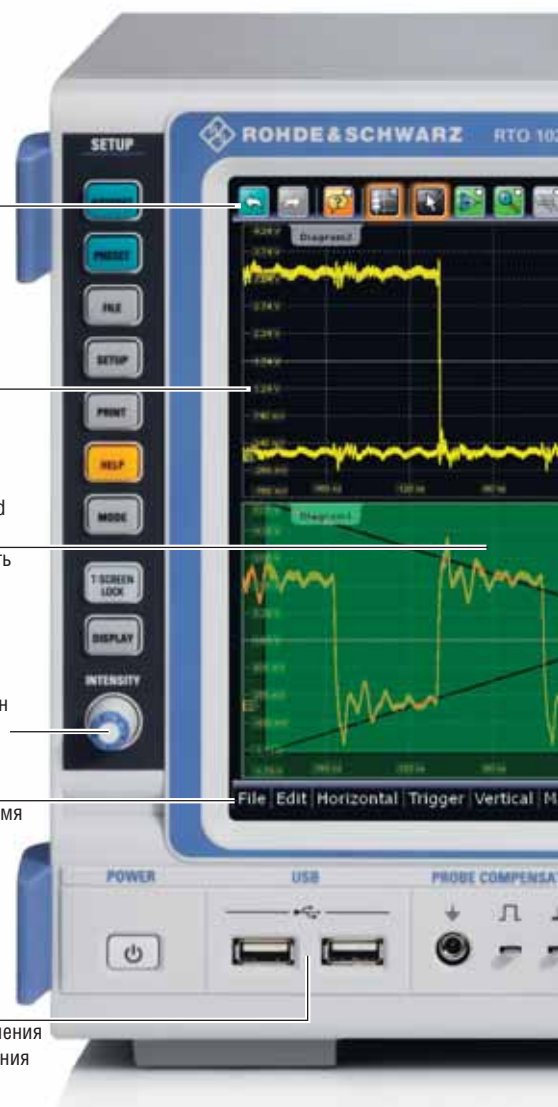 ROHDE&SCHWARZ RTO 102
SETUP
PRESET
FILE
SETUP
PRINT
HELP
MODE
T-SCREEN
LOCK
DISPLAY
INTENSITY
Diagram2
Diagram1
d
ть
н
мя
File Edit Horizontal Trigger Vertical M
POWER
USB
PROBE COMPENSA
ения
ния